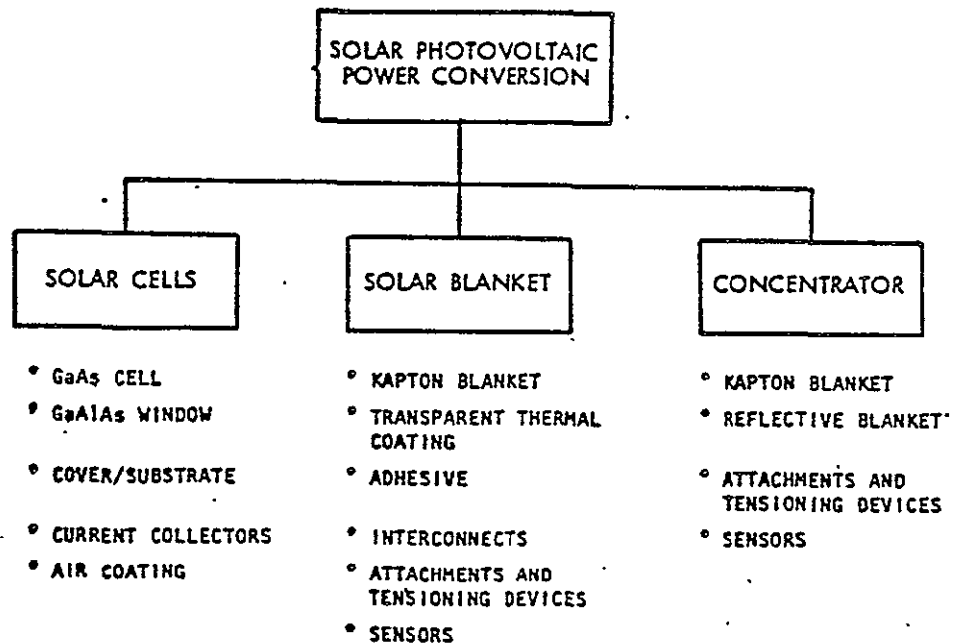 SOLAR PHOTOVOLTAIC
POWER CONVERSION
SOLAR CELLS
• GaAs CELL
• GaAlAs WINDOW
• COVER/SUBSTRATE
• CURRENT COLLECTORS
• AIR COATING
SOLAR BLANKET
• KAPTON BLANKET
• TRANSPARENT THERMAL
COATING
• ADHESIVE
• INTERCONNECTS
• ATTACHMENTS AND
TENSIONING DEVICES
• SENSORS
CONCENTRATOR
• KAPTON BLANKET
• REFLECTIVE BLANKET
• ATTACHMENTS AND
TENSIONING DEVICES
• SENSORS